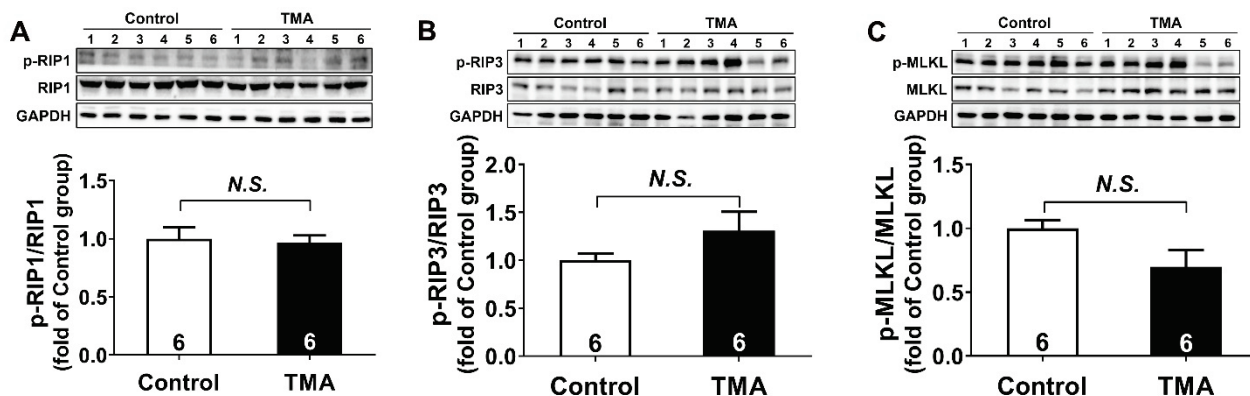 A
Control TMA
1 2 3 4 5 6 1 2 3 4 5 6
p-RIP1
RIP1
GAPDH
p-RIP1/RIP1
(fold of Control group)
1.5
1.0
0.5
0.0
N.S.
6 6
Control TMA
B
Control TMA
1 2 3 4 5 6 1 2 3 4 5 6
p-RIP3
RIP3
GAPDH
p-RIP3/RIP3
(fold of Control group)
2.0
1.5
1.0
0.5
0.0
N.S.
6 6
Control TMA
C
Control TMA
1 2 3 4 5 6 1 2 3 4 5 6
p-MLKL
MLKL
GAPDH
p-MLKL/MLKL
(fold of Control group)
1.5
1.0
0.5
0.0
N.S.
6 6
Control TMA